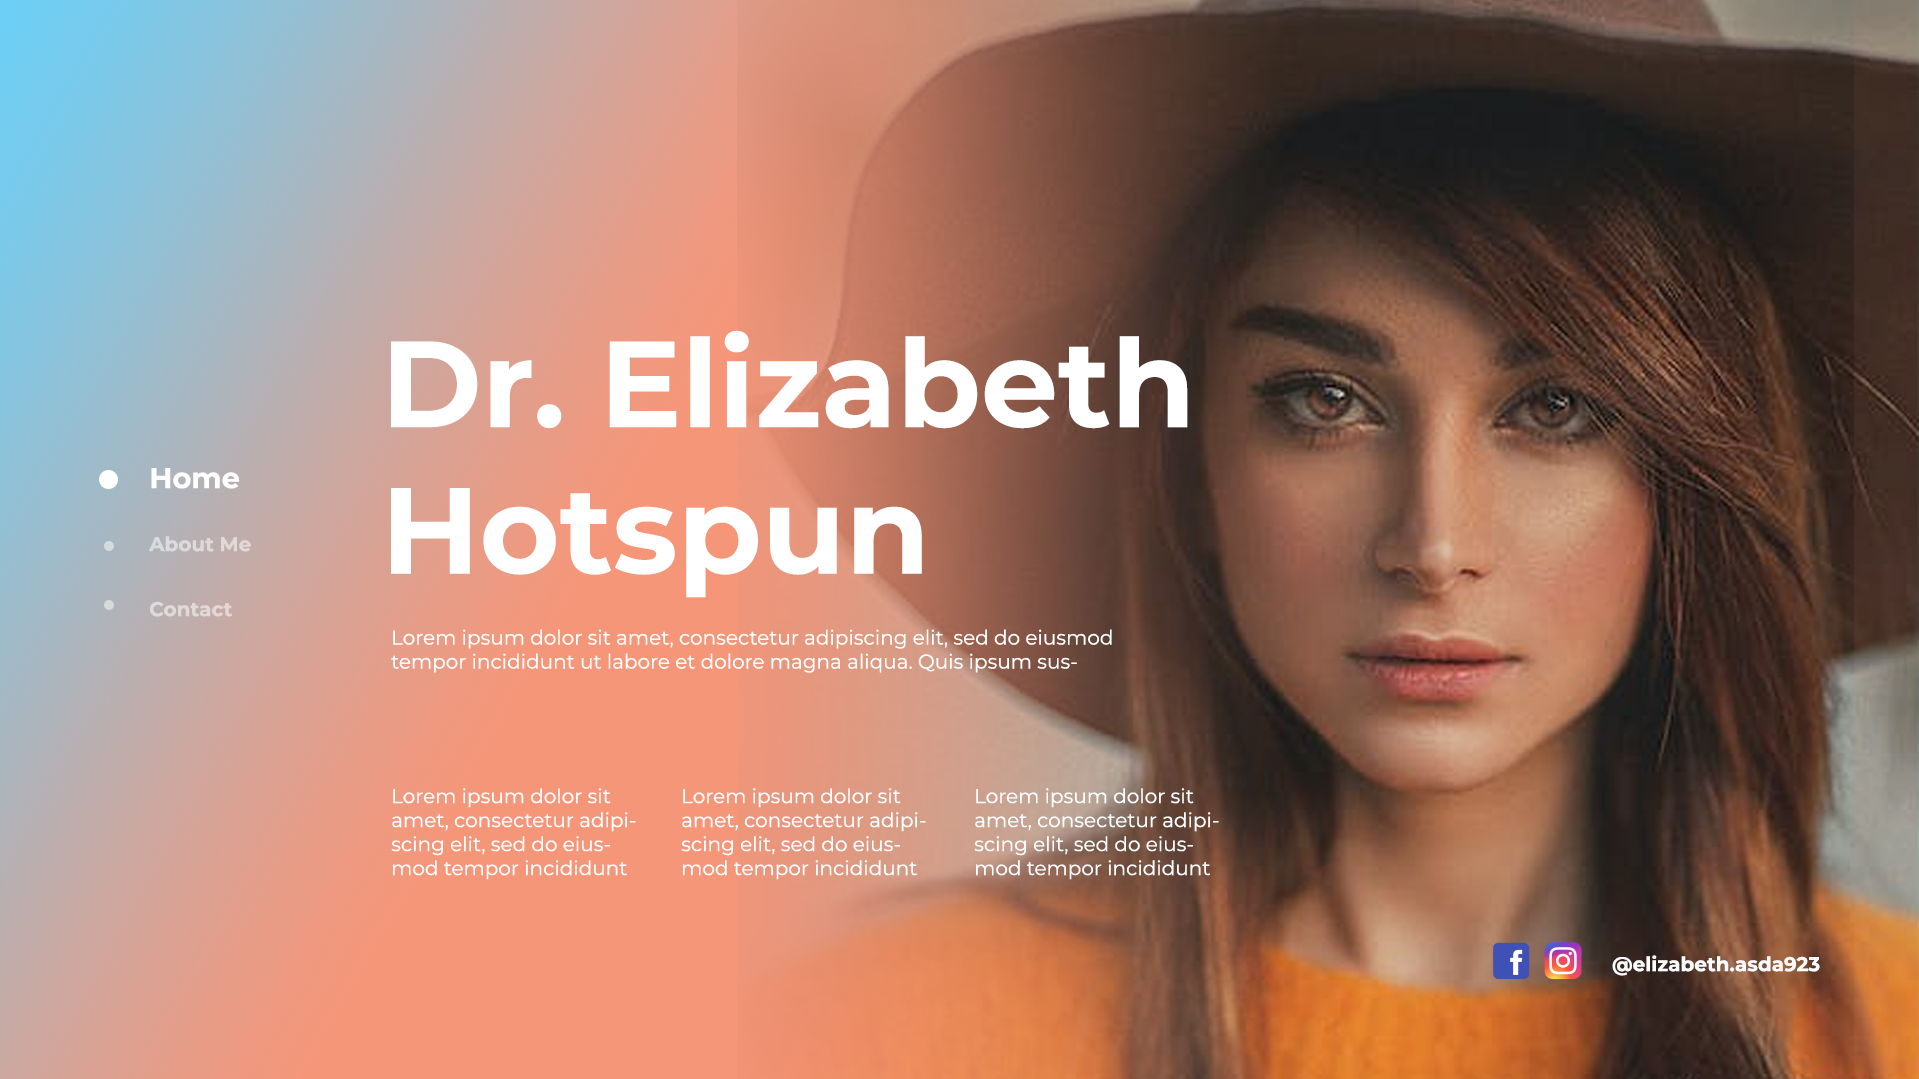 Dr. Elizabeth
Hotspun
Home
About Me
Contact
Lorem ipsum dolor sit amet, consectetur adipiscing elit, sed do eiusmod
tempor incididunt ut labore et dolore magna aliqua. Quis ipsum sus-
Lorem ipsum dolor sit
amet, consectetur adipi-
scing elit, sed do eius-
mod tempor incididunt
Lorem ipsum dolor sit
amet, consectetur adipi-
scing elit, sed do eius-
mod tempor incididunt
Lorem ipsum dolor sit
amet, consectetur adipi-
scing elit, sed do eius-
mod tempor incididunt
@elizabeth.asda923